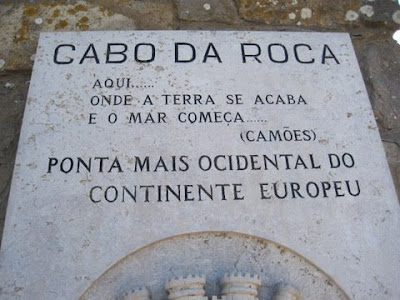 CABO DA ROCA
AQUI......
ONDE A TERRA SE ACABA
E O MAR COMEÇA......
(CAMÕES)
PONTA MAIS OCIDENTAL DO
CONTINENTE EUROPEU